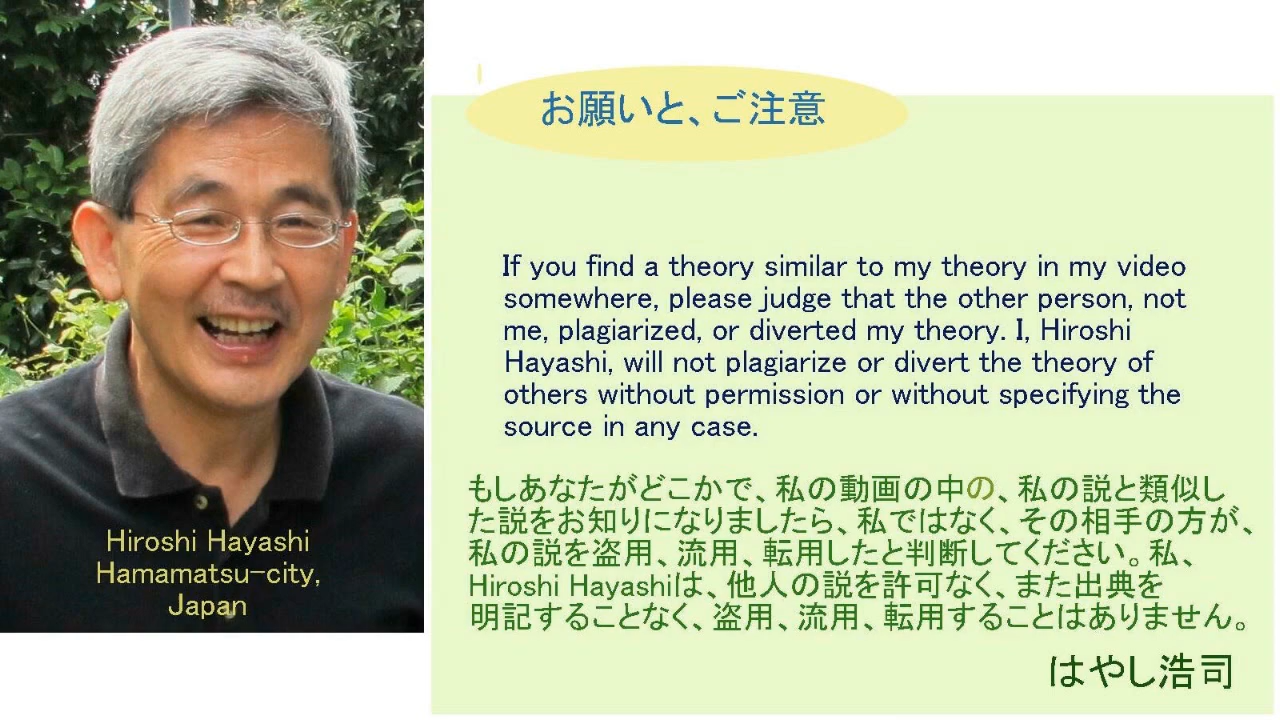 お願いと、ご注意
If you find a theory similar to my theory in my video
somewhere, please judge that the other person, not
me, plagiarized, or diverted my theory. I, Hiroshi
Hayashi, will not plagiarize or divert the theory of
others without permission or without specifying the
source in any case.
もしあなたがどこかで、私の動画の中の、私の説と類似し
た説をお知りになりましたら、私ではなく、その相手の方が、
私の説を盗用、流用、転用したと判断してください。私、
Hiroshi Hayashiは、他人の説を許可なく、また出典を
明記することなく、盗用、流用、転用することはありません。
はやし浩司
Hiroshi Hayashi
Hamamatsu-city,
Japan